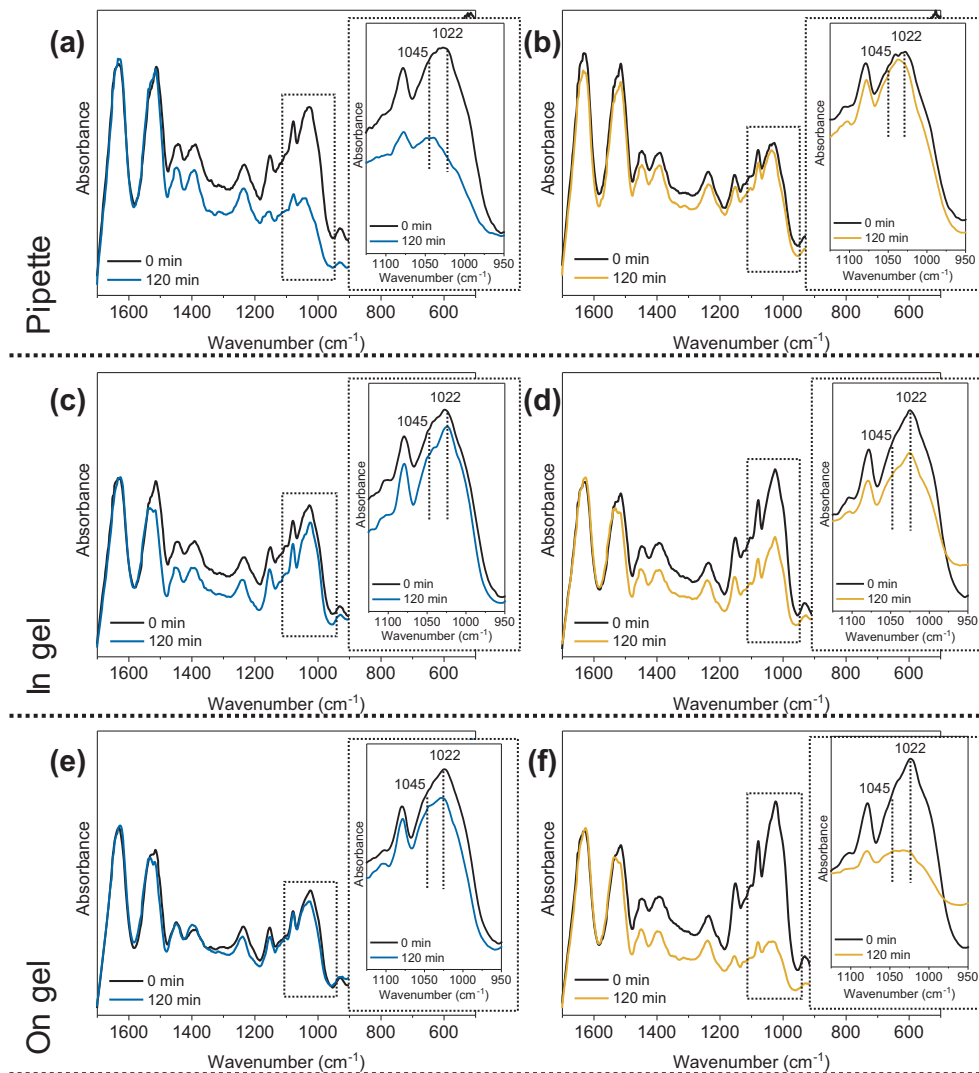 Pipette
(a)
Absorbance
1600 1400 1200 1000 800 600
Wavenumber (cm⁻¹)
0 min
120 min
1045
1022
Absorbance
0 min
120 min
1100 1050 1000 950
Wavenumber (cm⁻¹)
(b)
Absorbance
1600 1400 1200 1000 800 600
Wavenumber (cm⁻¹)
0 min
120 min
1045
1022
Absorbance
0 min
120 min
1100 1050 1000 950
Wavenumber (cm⁻¹)
In gel
(c)
Absorbance
1600 1400 1200 1000 800 600
Wavenumber (cm⁻¹)
0 min
120 min
1045
1022
Absorbance
0 min
120 min
1100 1050 1000 950
Wavenumber (cm⁻¹)
(d)
Absorbance
1600 1400 1200 1000 800 600
Wavenumber (cm⁻¹)
0 min
120 min
1045
1022
Absorbance
0 min
120 min
1100 1050 1000 950
Wavenumber (cm⁻¹)
On gel
(e)
Absorbance
1600 1400 1200 1000 800 600
Wavenumber (cm⁻¹)
0 min
120 min
1045
1022
Absorbance
0 min
120 min
1100 1050 1000 950
Wavenumber (cm⁻¹)
(f)
Absorbance
1600 1400 1200 1000 800 600
Wavenumber (cm⁻¹)
0 min
120 min
1045
1022
Absorbance
0 min
120 min
1100 1050 1000 950
Wavenumber (cm⁻¹)